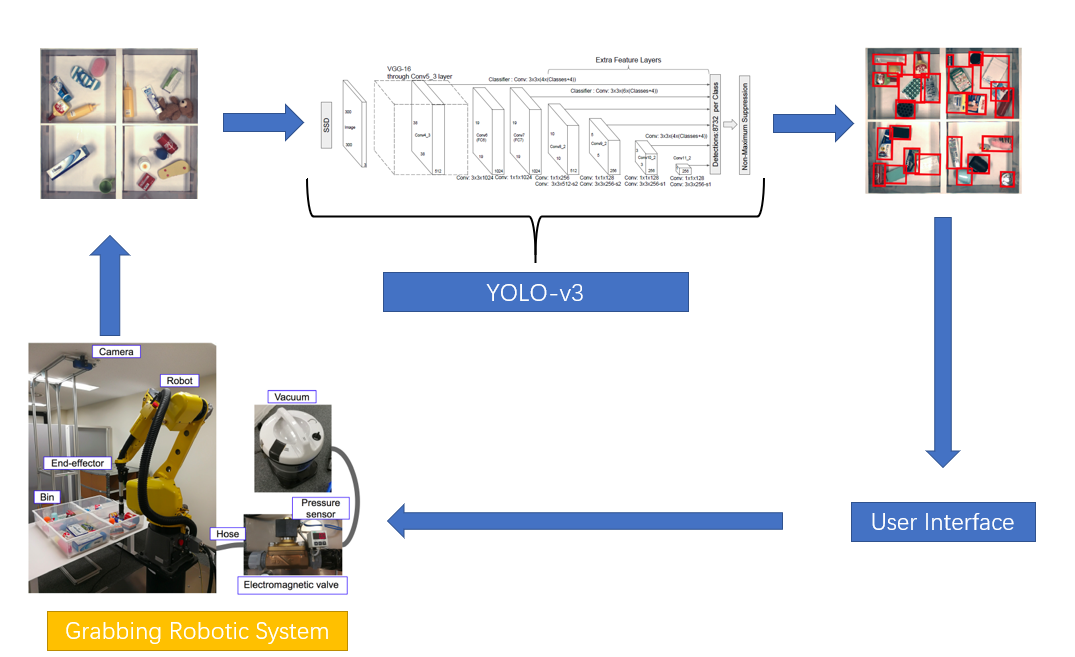 Extra Feature Layers
VGG-16
through Conv5_3 layer
Classifier : Conv: 3x3x(4x(Classes+4))
Classifier : Conv: 3x3x(6x(Classes+4))
Conv: 3x3x(4x(Classes+4))
SSD
300
Image
300
3
38
Conv4_3
38
512
19
Conv6
(FC6)
19
1024
19
Conv7
(FC7)
19
1024
10
Conv8_2
10
512
5
Conv9_2
5
256
3
Conv10_2
3
256
Conv11_2
256
Detections:8732 per Class
Non-Maximum Suppression
Conv: 3x3x1024
Conv: 1x1x1024
Conv: 1x1x256
Conv: 3x3x512-s2
Conv: 1x1x128
Conv: 3x3x256-s2
Conv: 1x1x128
Conv: 3x3x256-s1
Conv: 1x1x128
Conv: 3x3x256-s1
YOLO-v3
Camera
Robot
End-effector
Bin
Vacuum
Pressure
sensor
Hose
Electromagnetic valve
User Interface
Grabbing Robotic System